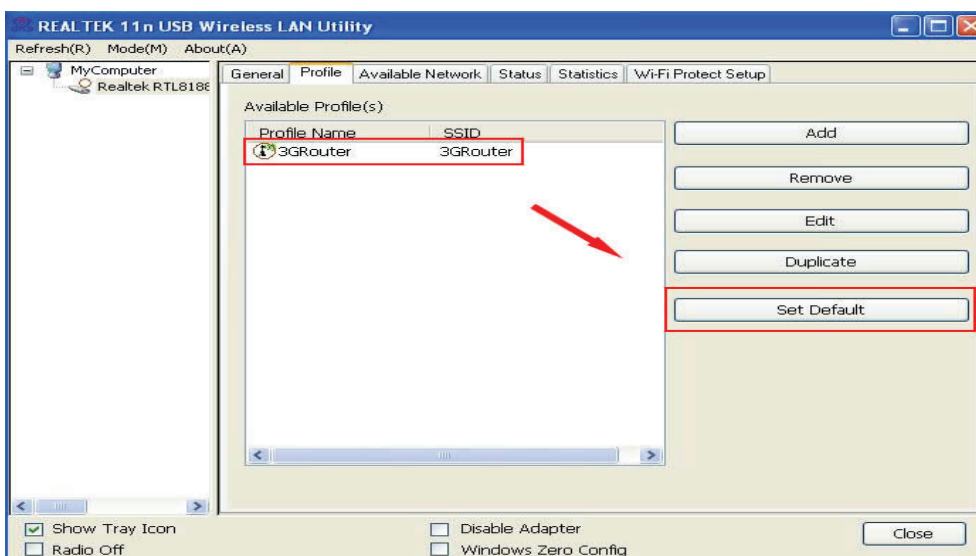 REALTEK 11n USB Wireless LAN Utility
Refresh(R) Mode(M) About(A)
MyComputer
Realtek RTL8188
General Profile Available Network Status Statistics Wi-Fi Protect Setup
Available Profile(s)
Profile Name SSID
3GRouter 3GRouter
Add
Remove
Edit
Duplicate
Set Default
Show Tray Icon
Radio Off
Disable Adapter
Windows Zero Config
Close